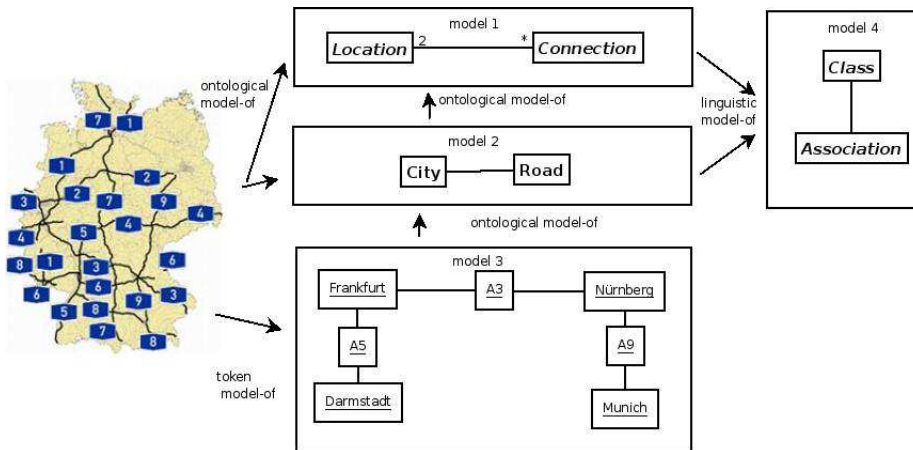 model 1
Location
2
*
Connection
ontological
model-of
ontological model-of
model 2
City
Road
ontological model-of
model 3
Frankfurt
A3
Nürnberg
A5
A9
Darmstadt
Munich
token
model-of
linguistic
model-of
model 4
Class
Association
7
1
1
2
2
3
7
9
4
4
5
4
8
1
3
6
6
6
3
5
8
9
7
8